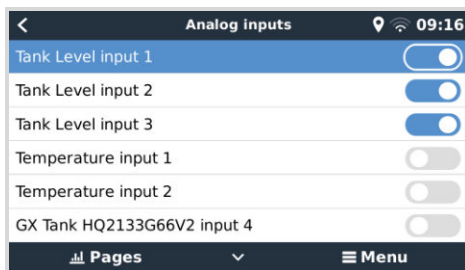 Analog inputs 09:16
Tank Level input 1
Tank Level input 2
Tank Level input 3
Temperature input 1
Temperature input 2
GX Tank HQ2133G66V2 input 4
Pages Menu